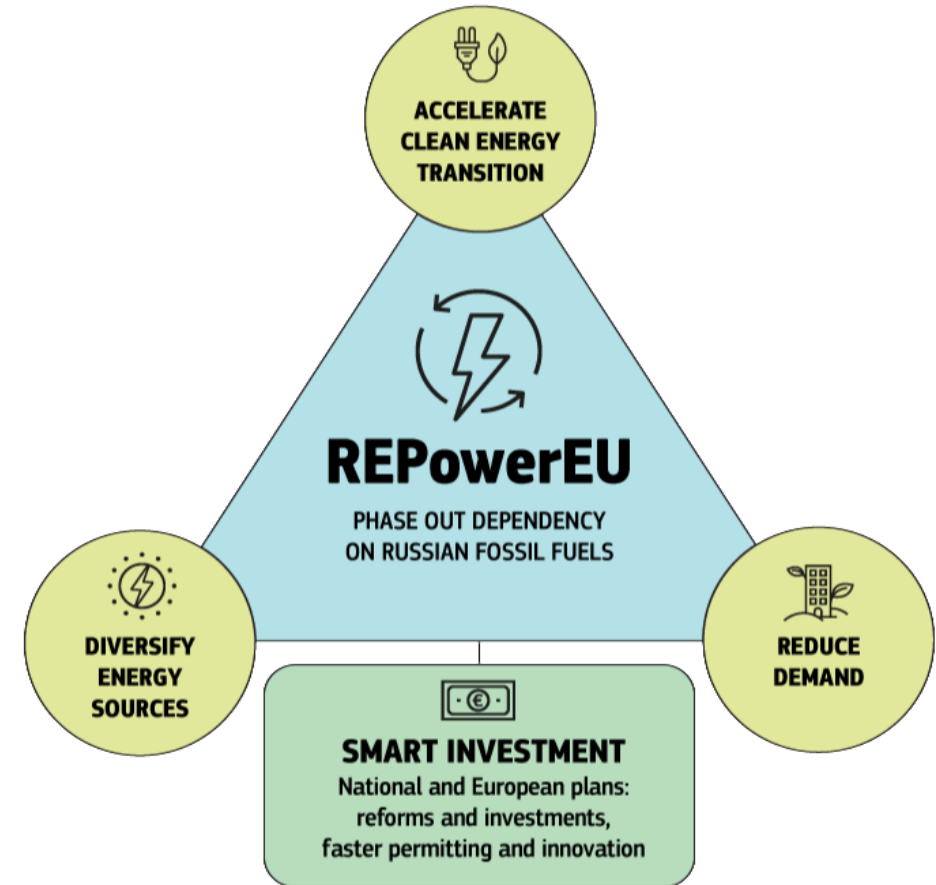 ACCELERATE
CLEAN ENERGY
TRANSITION
REPowerEU
PHASE OUT DEPENDENCY
ON RUSSIAN FOSSIL FUELS
DIVERSIFY
ENERGY
SOURCES
REDUCE
DEMAND
€
SMART INVESTMENT
National and European plans:
reforms and investments,
faster permitting and innovation